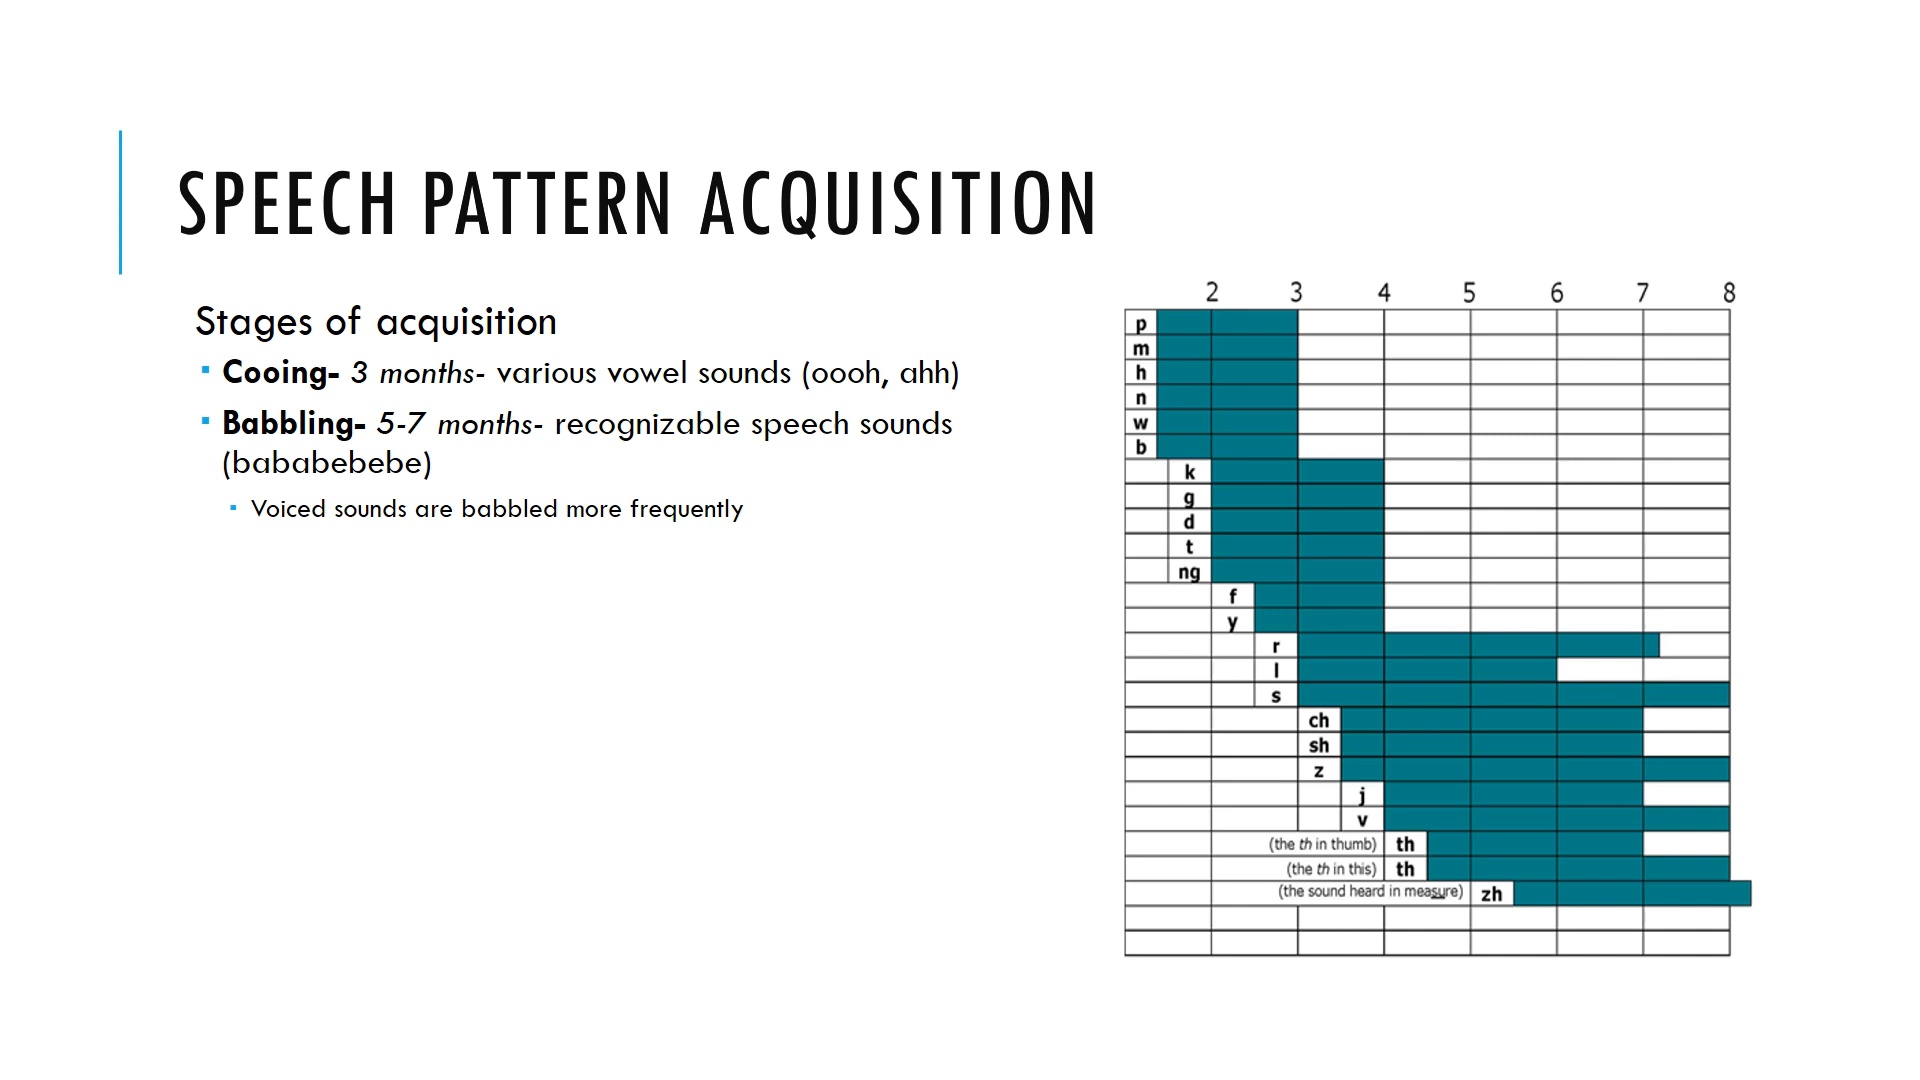 SPEECH PATTERN ACQUISITION
Stages of acquisition
Cooing- 3 months- various vowel sounds (oooh, ahh)
Babbling- 5-7 months- recognizable speech sounds
(bababebebe)
Voiced sounds are babbled more frequently
2 3 4 5 6 7 8
p
m
h
n
w
b
k
g
d
t
ng
f
y
r
l
s
ch
sh
z
j
v
(the th in thumb) th
(the th in this) th
(the sound heard in measure) zh